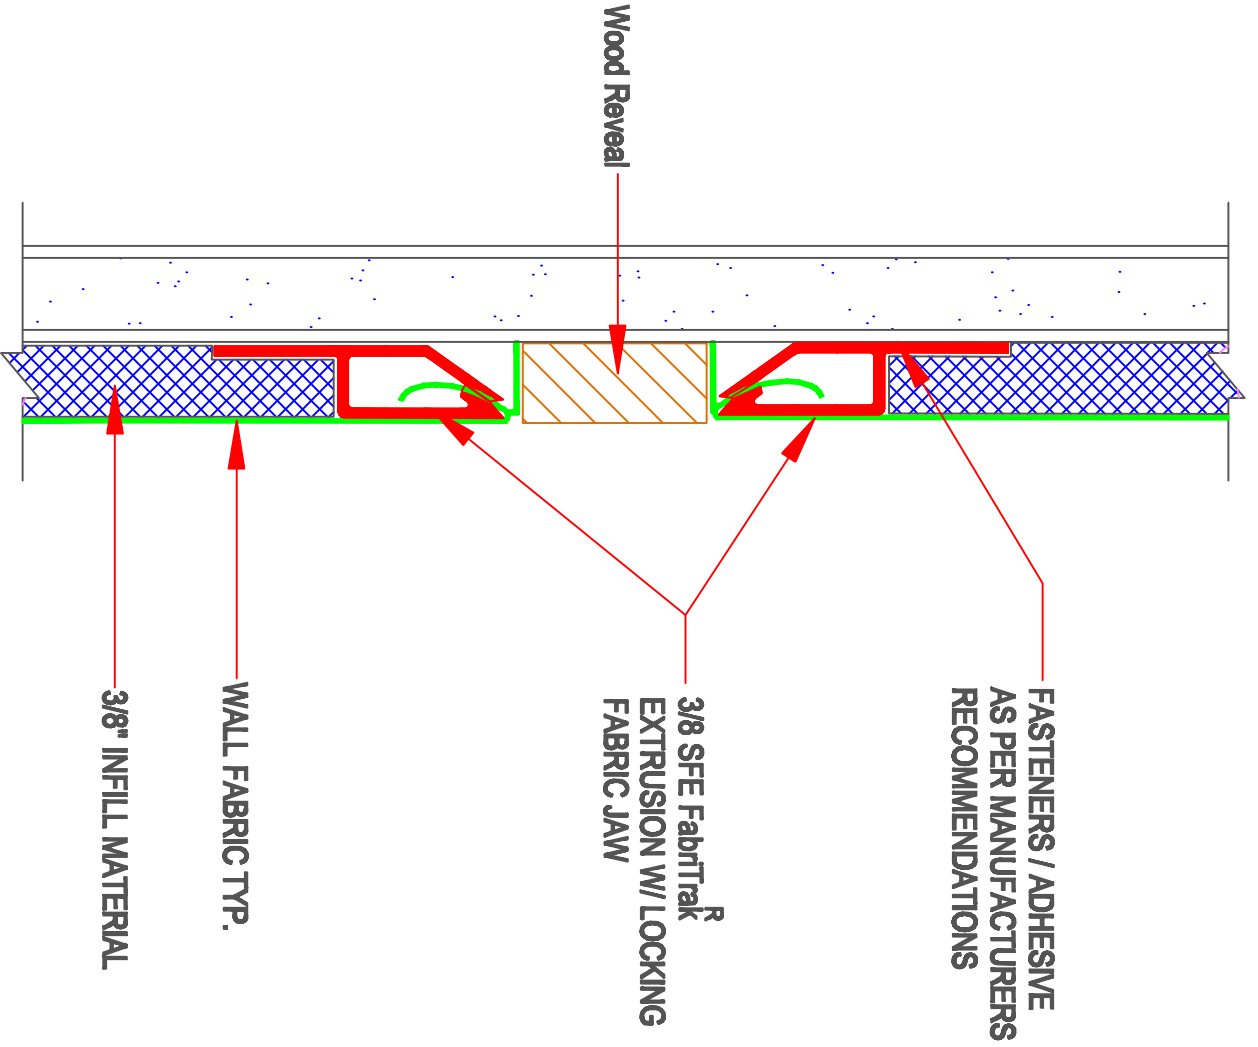 Wood Reveal
FASTENERS / ADHESIVE
AS PER MANUFACTURERS
RECOMMENDATIONS
R
3/8 SFE FabriTrak
EXTRUSION W/ LOCKING
FABRIC JAW
WALL FABRIC TYP.
3/8" INFILL MATERIAL